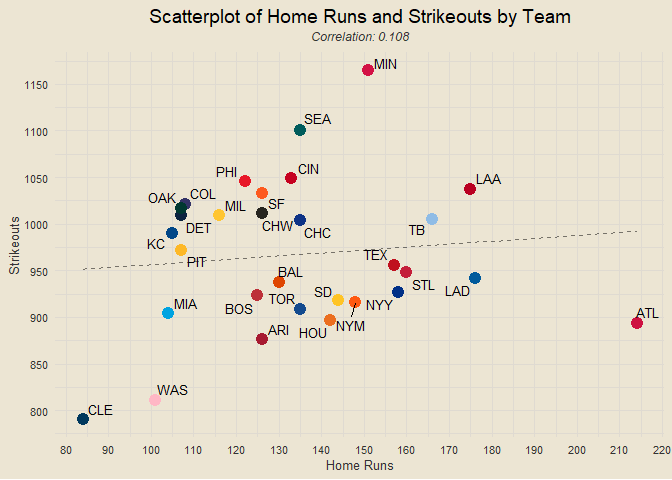 Scatterplot of Home Runs and Strikeouts by Team
Correlation: 0.108
MIN
1150
SEA
1100
PHI
CIN
1050
LAA
OAK
COL
MIL
SF
1000
DET
CHW
CHC
TB
KC
PIT
TEX
950
BAL
STL
LAD
TOR
SD
NYY
MIA
BOS
900
ARI
HOU
NYM
ATL
850
WAS
CLE
800
Strikeouts
80 90 100 110 120 130 140 150 160 170 180 190 200 210 220
Home Runs